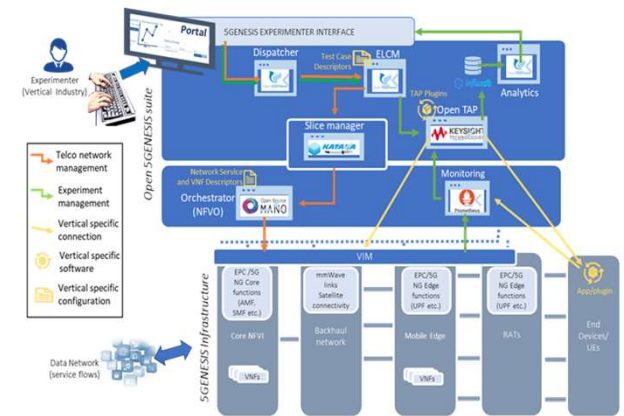 Portal
5GENESIS EXPERIMENTER INTERFACE
Dispatcher
Test Case
Descriptors
ELCM
Analytics
Experimenter
(Vertical Industry)
Open 5GENESIS suite
TAP Plugins
Open TAP
KEYSIGHT
TECHNOLOGIES
Slice manager
KATANA
Telco network
management
Experiment
management
Vertical specific
connection
Vertical specific
software
Vertical specific
configuration
Network Service
and VNF Descriptors
Orchestrator
(NFVO)
Open Source
MANO
Monitoring
Prometheus
VIM
EPC/5G
NG Core
functions
(AMF,
SMF etc.)
mmWave
links
Satellite
connectivity
EPC/5G
NG Edge
functions
(UPF etc.)
EPC/5G
NG Edge
functions
(UPF etc.)
App/plugin
Core NFVI
Backhaul
network
Mobile Edge
RATs
End
Devices/
UEs
VNFs
VNFs
5GENESIS Infrastructure
Data Network
(service flows)